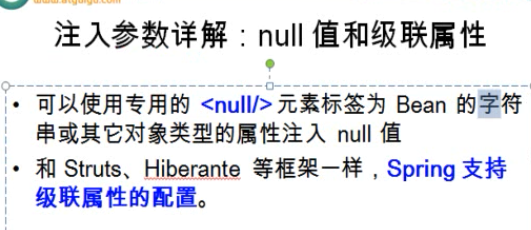 www.atguigu.com
注入参数详解：null 值和级联属性
• 可以使用专用的 <null/> 元素标签为 Bean 的字符
串或其它对象类型的属性注入 null 值
• 和 Struts、Hiberante 等框架一样，Spring 支持
级联属性的配置。